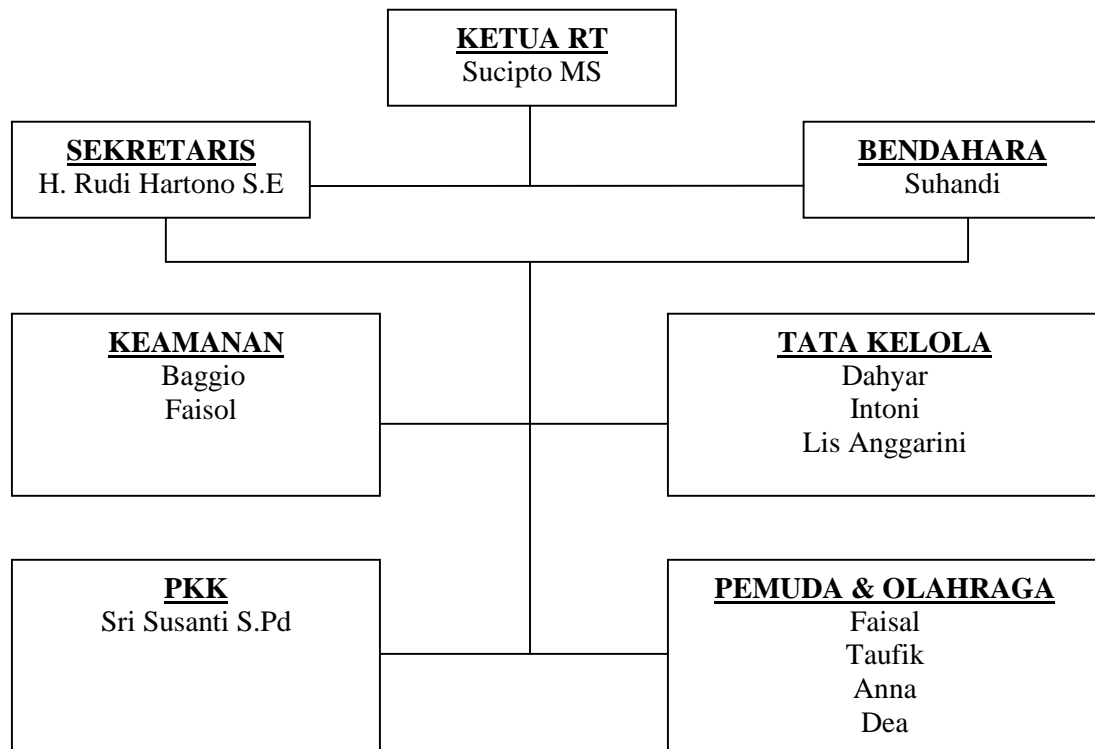 KETUA RT
Sucipto MS
SEKRETARIS
H. Rudi Hartono S.E
BENDAHARA
Suhandi
KEAMANAN
Baggio
Faisol
TATA KELOLA
Dahyar
Intoni
Lis Anggarini
PKK
Sri Susanti S.Pd
PEMUDA & OLAHRAGA
Faisal
Taufik
Anna
Dea